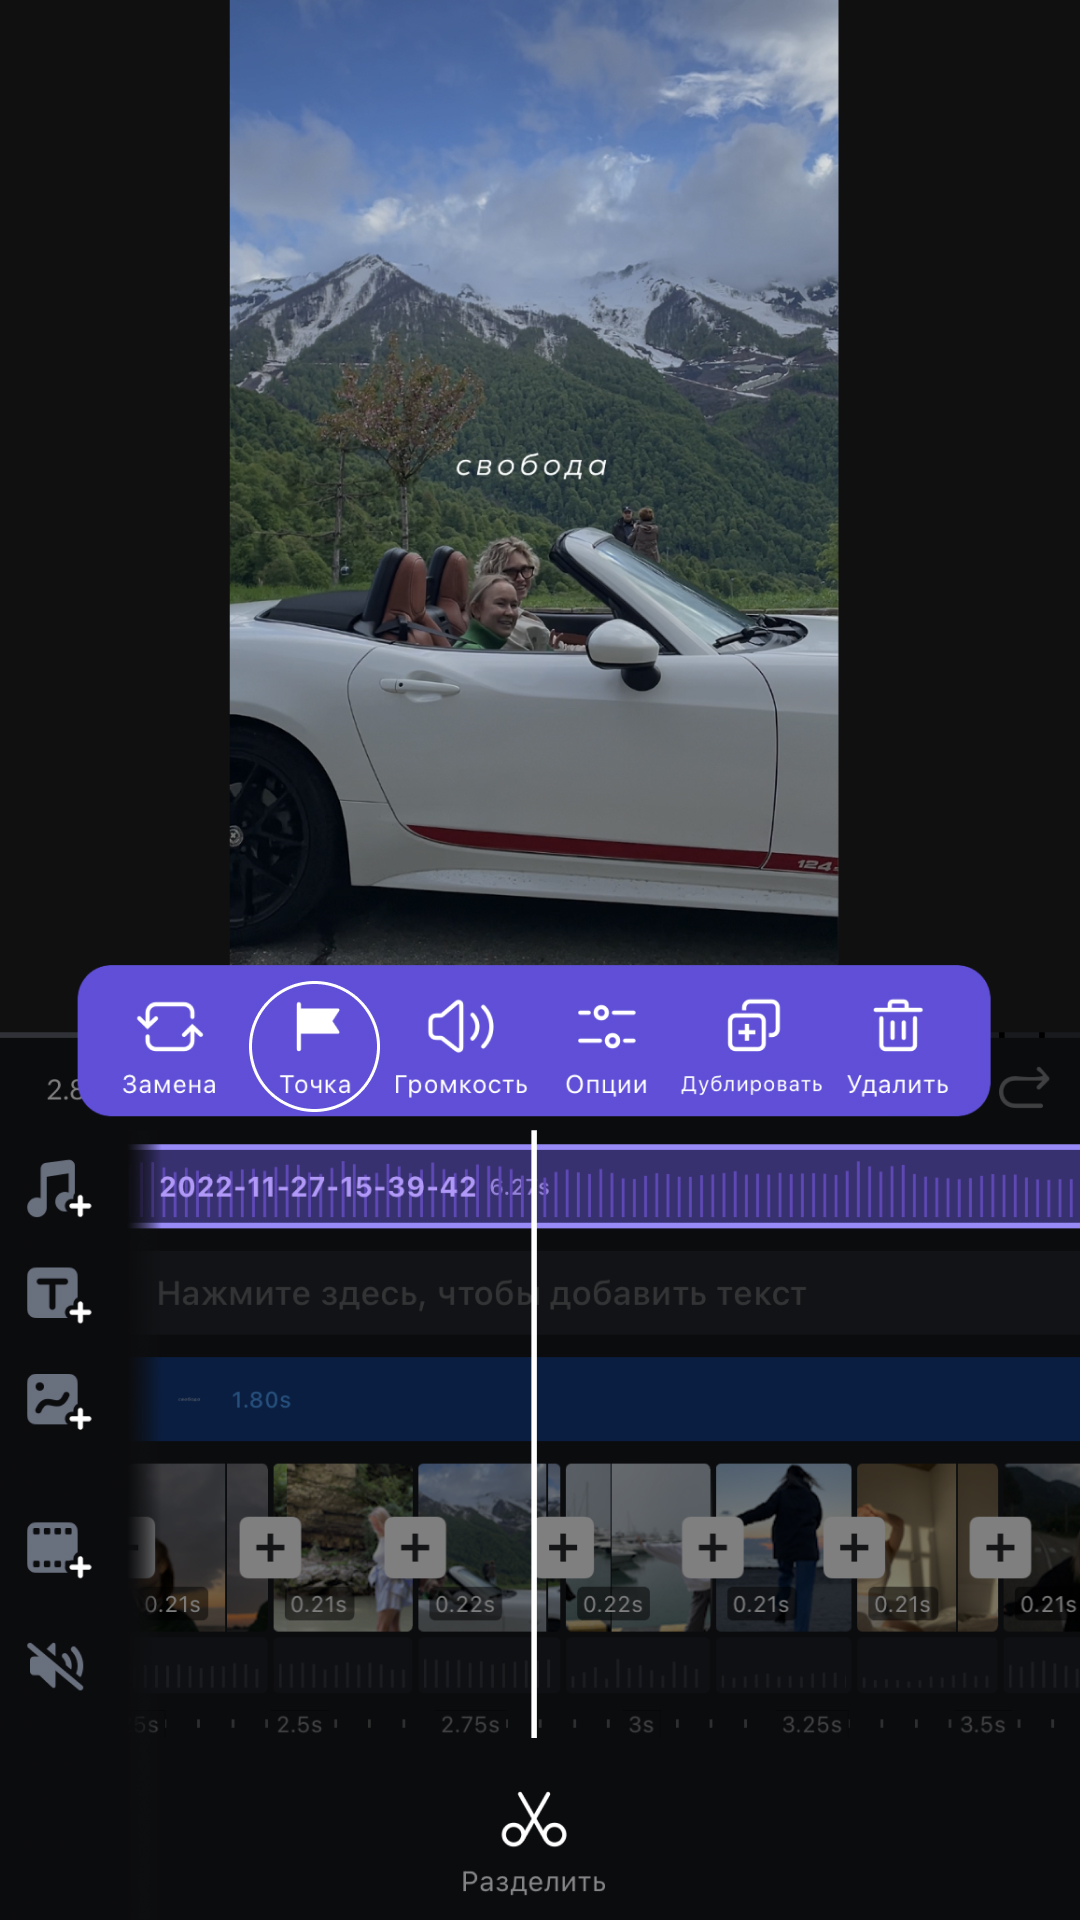 свобода
124
Замена
Точка
Громкость
Опции
Дублировать
Удалить
2.8
2022-11-27-15-39-42 6.27s
Нажмите здесь, чтобы добавить текст
1.80s
0.21s
0.21s
0.22s
0.22s
0.21s
0.21s
0.21s
5s
2.5s
2.75s
3s
3.25s
3.5s
Разделить